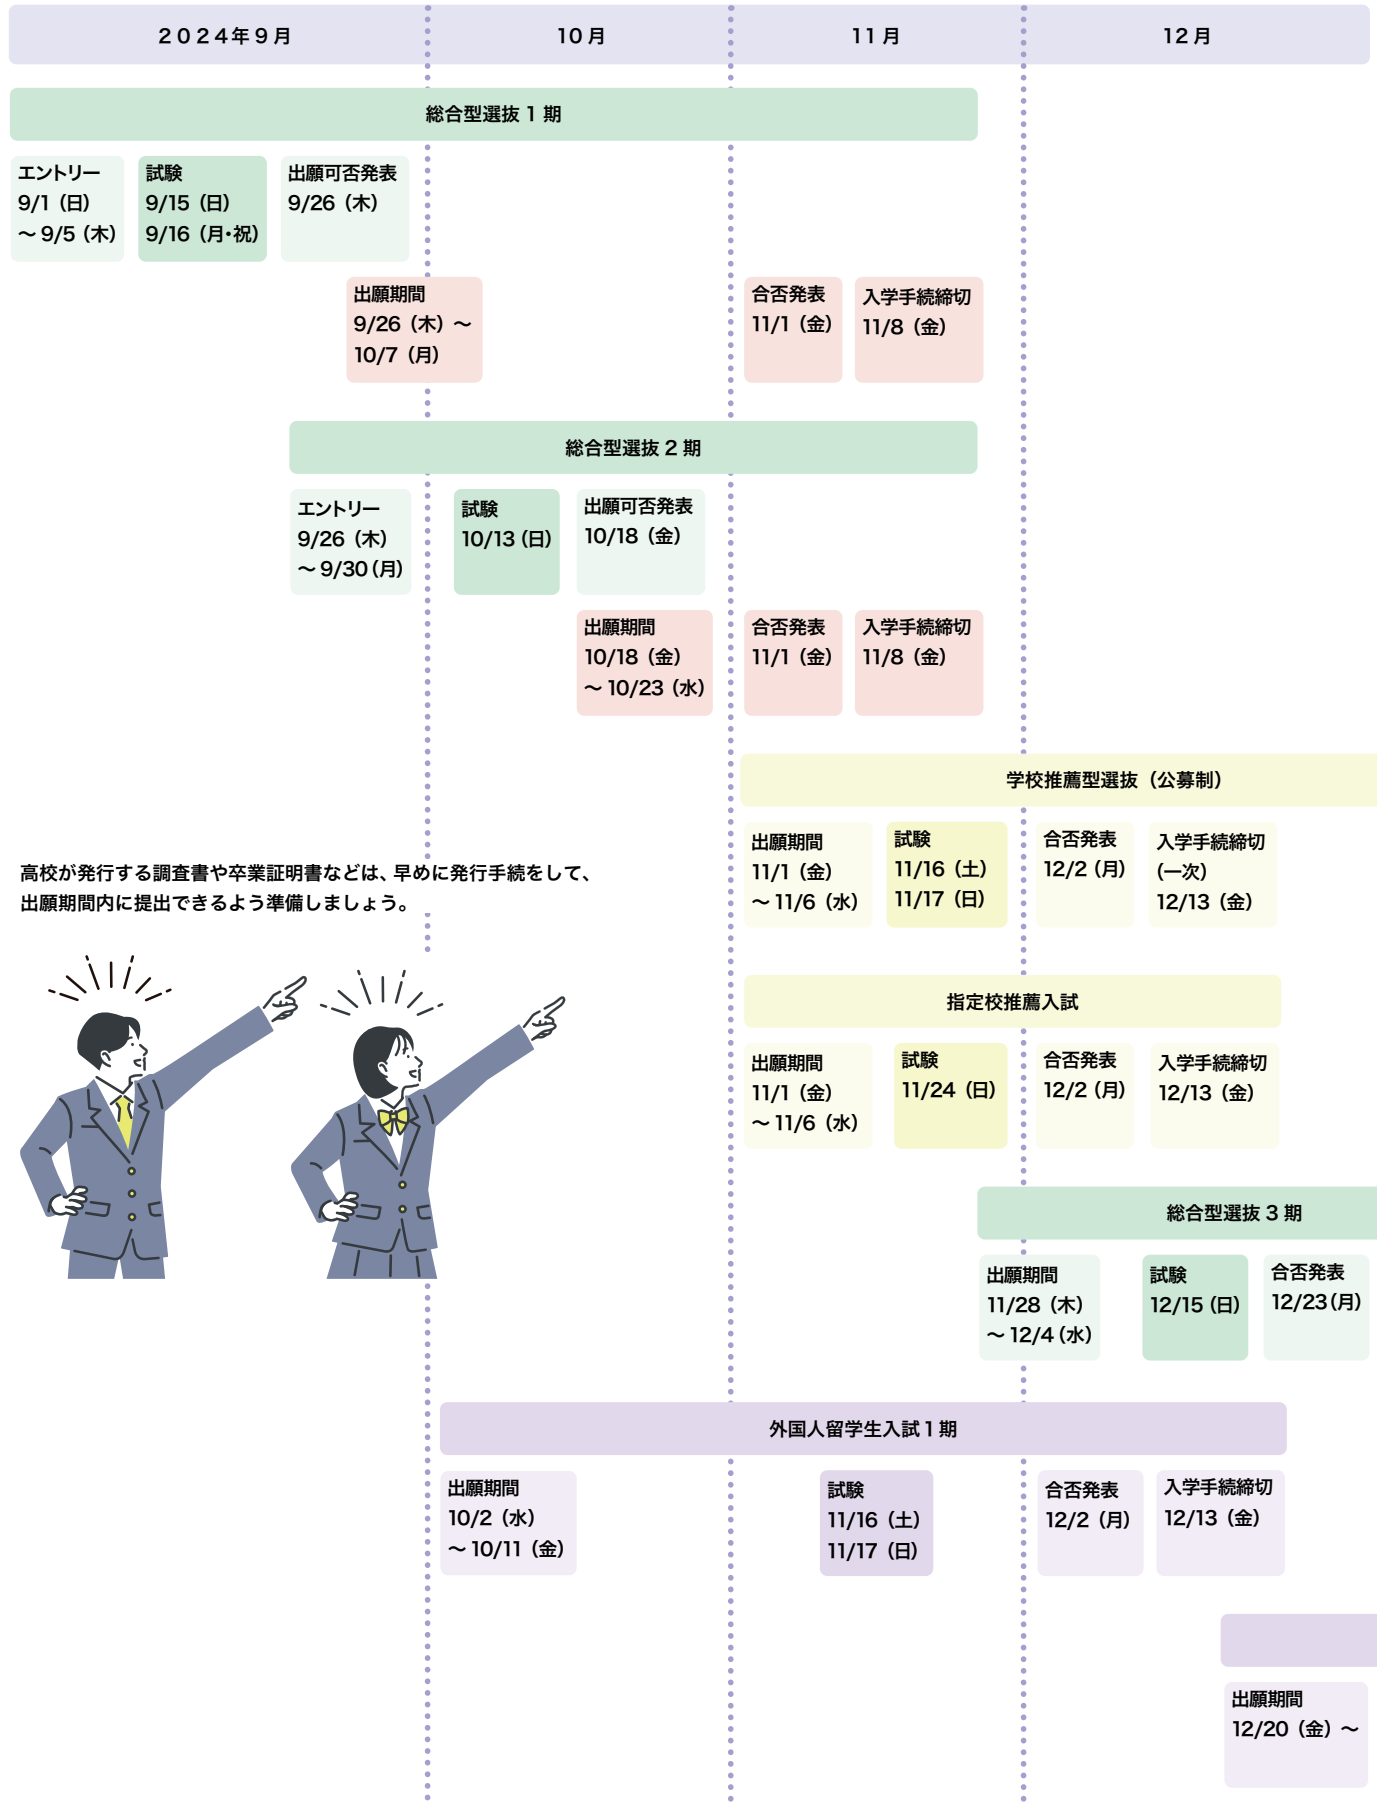 2024年9月
10月
11月
12月
総合型選抜1期
エントリー
9/1（日）
～9/5（木）
試験
9/15（日）
9/16（月・祝）
出願可否発表
9/26（木）
出願期間
9/26（木）～
10/7（月）
合否発表
11/1（金）
入学手続締切
11/8（金）
総合型選抜2期
エントリー
9/26（木）
～9/30（月）
試験
10/13（日）
出願可否発表
10/18（金）
出願期間
10/18（金）
～10/23（水）
合否発表
11/1（金）
入学手続締切
11/8（金）
学校推薦型選抜（公募制）
出願期間
11/1（金）
～11/6（水）
試験
11/16（土）
11/17（日）
合否発表
12/2（月）
入学手続締切
(一次)
12/13（金）
高校が発行する調査書や卒業証明書などは、早めに発行手続をして、
出願期間内に提出できるよう準備しましょう。
指定校推薦入試
出願期間
11/1（金）
～11/6（水）
試験
11/24（日）
合否発表
12/2（月）
入学手続締切
12/13（金）
総合型選抜3期
出願期間
11/28（木）
～12/4（水）
試験
12/15（日）
合否発表
12/23（月）
外国人留学生入試1期
出願期間
10/2（水）
～10/11（金）
試験
11/16（土）
11/17（日）
合否発表
12/2（月）
入学手続締切
12/13（金）
出願期間
12/20（金）～